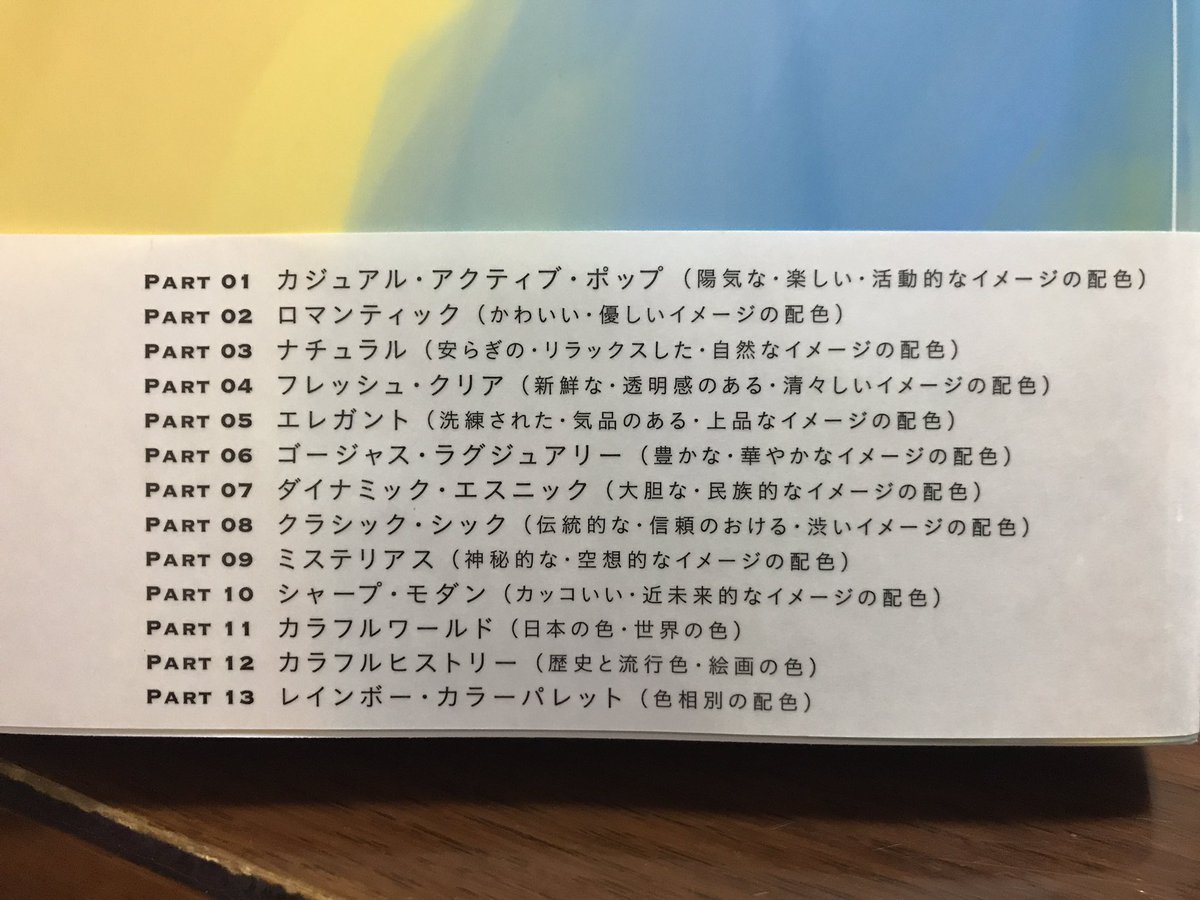 PART 01 カジュアル・アクティブ・ポップ（陽気な・楽しい・活動的なイメージの配色）
PART 02 ロマンティック（かわいい・優しいイメージの配色）
PART 03 ナチュラル（安らぎの・リラックスした・自然なイメージの配色）
PART 04 フレッシュ・クリア（新鮮な・透明感のある・清々しいイメージの配色）
PART 05 エレガント（洗練された・気品のある・上品なイメージの配色）
PART 06 ゴージャス・ラグジュアリー（豊かな・華やかなイメージの配色）
PART 07 ダイナミック・エスニック（大胆な・民族的なイメージの配色）
PART 08 クラシック・シック（伝統的な・信頼のおける・渋いイメージの配色）
PART 09 ミステリアス（神秘的な・空想的なイメージの配色）
PART 10 シャープ・モダン（カッコいい・近未来的なイメージの配色）
PART 11 カラフルワールド（日本の色・世界の色）
PART 12 カラフルヒストリー（歴史と流行色・絵画の色）
PART 13 レインボー・カラーパレット（色相別の配色）